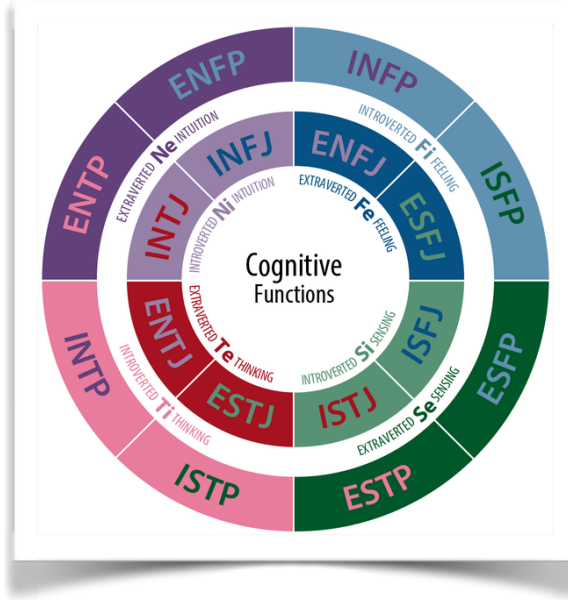 ENFP
INFP
ENTP
ISFP
EXTRAVERTED Ne INTUITION
INTROVERTED Fi FEELING
INFJ
ENFJ
INTJ
ESFJ
INTROVERTED Ni INTUITION
EXTRAVERTED Fe FEELING
Cognitive
Functions
EXTRAVERTED Te THINKING
INTROVERTED Si SENSING
ENTJ
ISFJ
ESTJ
ISTJ
INTROVERTED Ti THINKING
EXTRAVERTED Se SENSING
INTP
ESFP
ISTP
ESTP